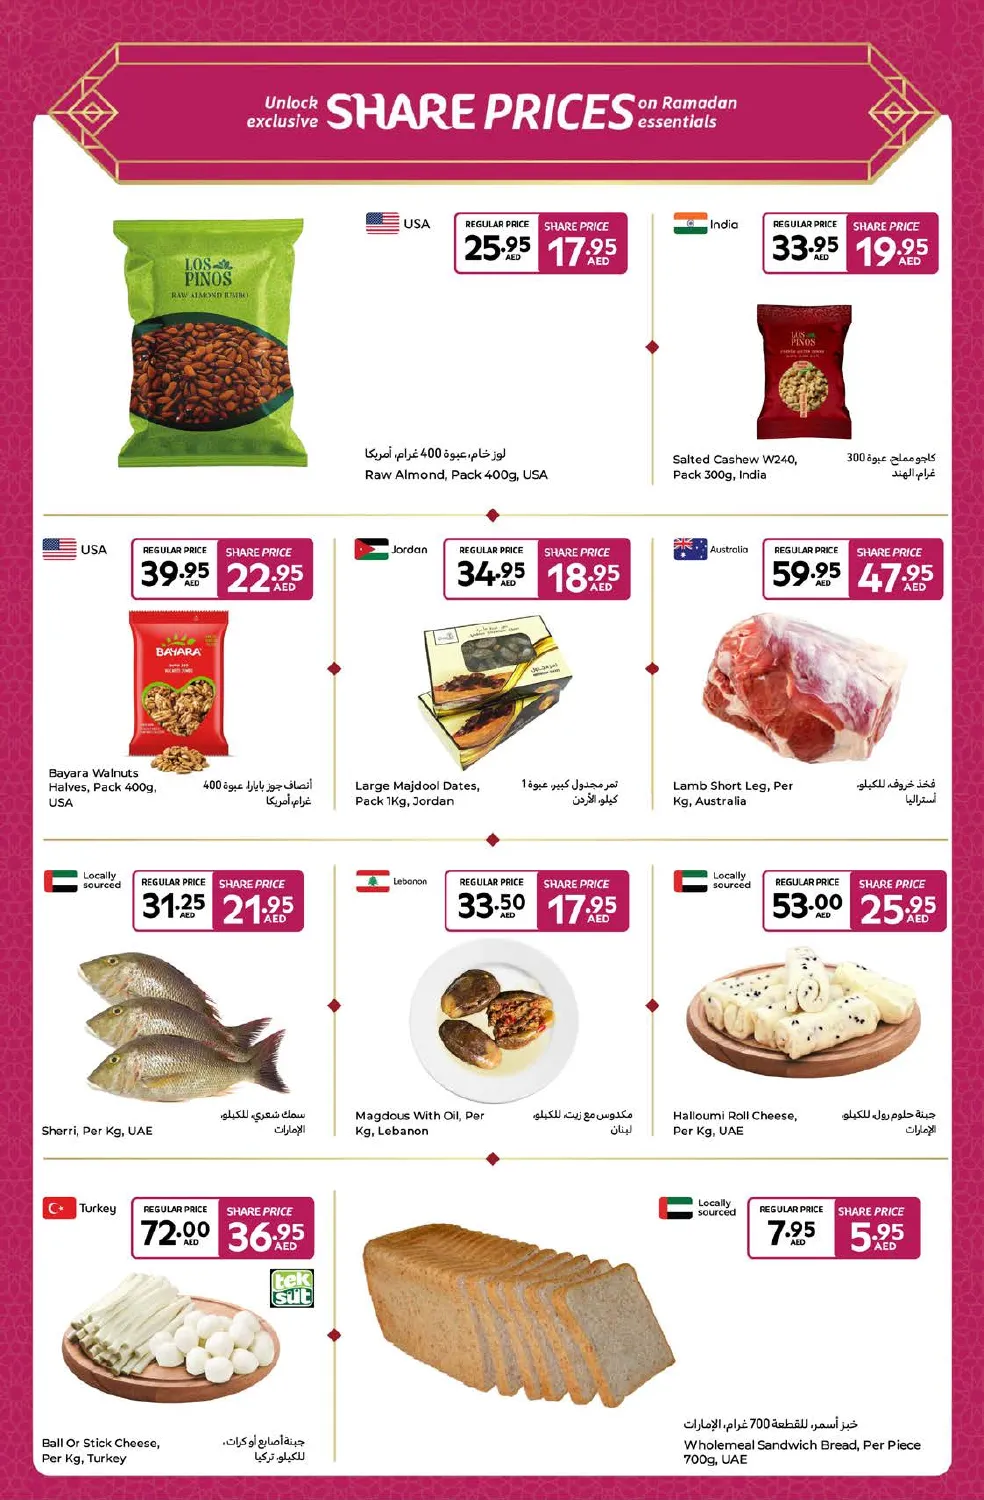 Unlock
exclusive
SHARE PRICES
on Ramadan
essentials
LOS
PINOS
RAW ALMOND JUMBO
USA
REGULAR PRICE
25.95
AED
SHARE PRICE
17.95
AED
لوز خام، عبوة 400 غرام، أمريكا
Raw Almond, Pack 400g, USA
India
REGULAR PRICE
33.95
AED
SHARE PRICE
19.95
AED
LOS
PINOS
Salted Cashew W240,
Pack 300g, India
كاجو مملح، عبوة 300
غرام، الهند
USA
REGULAR PRICE
39.95
AED
SHARE PRICE
22.95
AED
BAYARA
Bayara Walnuts
Halves, Pack 400g,
USA
أنصاف جوز بايارا، عبوة 400
غرام، أمريكا
Jordan
REGULAR PRICE
34.95
AED
SHARE PRICE
18.95
AED
Large Majdool Dates,
Pack 1Kg, Jordan
تمر مجدول كبير، عبوة 1
كيلو، الأردن
Australia
REGULAR PRICE
59.95
AED
SHARE PRICE
47.95
AED
Lamb Short Leg, Per
Kg, Australia
فخذ خروف، للكيلو،
أستراليا
Locally
sourced
REGULAR PRICE
31.25
AED
SHARE PRICE
21.95
AED
Sherri, Per Kg, UAE
سمك شعري، للكيلو،
الإمارات
Lebanon
REGULAR PRICE
33.50
AED
SHARE PRICE
17.95
AED
Magdous With Oil, Per
Kg, Lebanon
مكدوس مع زيت، للكيلو،
لبنان
Locally
sourced
REGULAR PRICE
53.00
AED
SHARE PRICE
25.95
AED
Halloumi Roll Cheese,
Per Kg, UAE
جبنة حلوم رول، للكيلو،
الإمارات
Turkey
REGULAR PRICE
72.00
AED
SHARE PRICE
36.95
AED
tek
süt
Ball Or Stick Cheese,
Per Kg, Turkey
جبنة أصابع أو كرات،
للكيلو، تركيا
Locally
sourced
REGULAR PRICE
7.95
AED
SHARE PRICE
5.95
AED
خبز أسمر، للقطعة 700 غرام، الإمارات
Wholemeal Sandwich Bread, Per Piece
700g, UAE